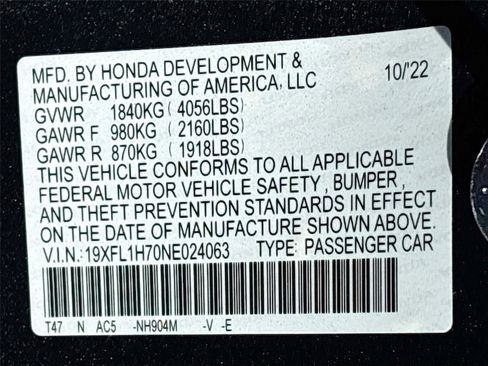 MFD. BY HONDA DEVELOPMENT & 10/'22
MANUFACTURING OF AMERICA, LLC
GVWR 1840KG ( 4056LBS)
GAWR F 980KG ( 2160LBS)
GAWR R 870KG ( 1918LBS)
THIS VEHICLE CONFORMS TO ALL APPLICABLE
FEDERAL MOTOR VEHICLE SAFETY , BUMPER ,
AND THEFT PREVENTION STANDARDS IN EFFECT
ON THE DATE OF MANUFACTURE SHOWN ABOVE.
V.I.N.:19XFL1H70NE024063 TYPE: PASSENGER CAR
T47 N AC5 -NH904M -V -E